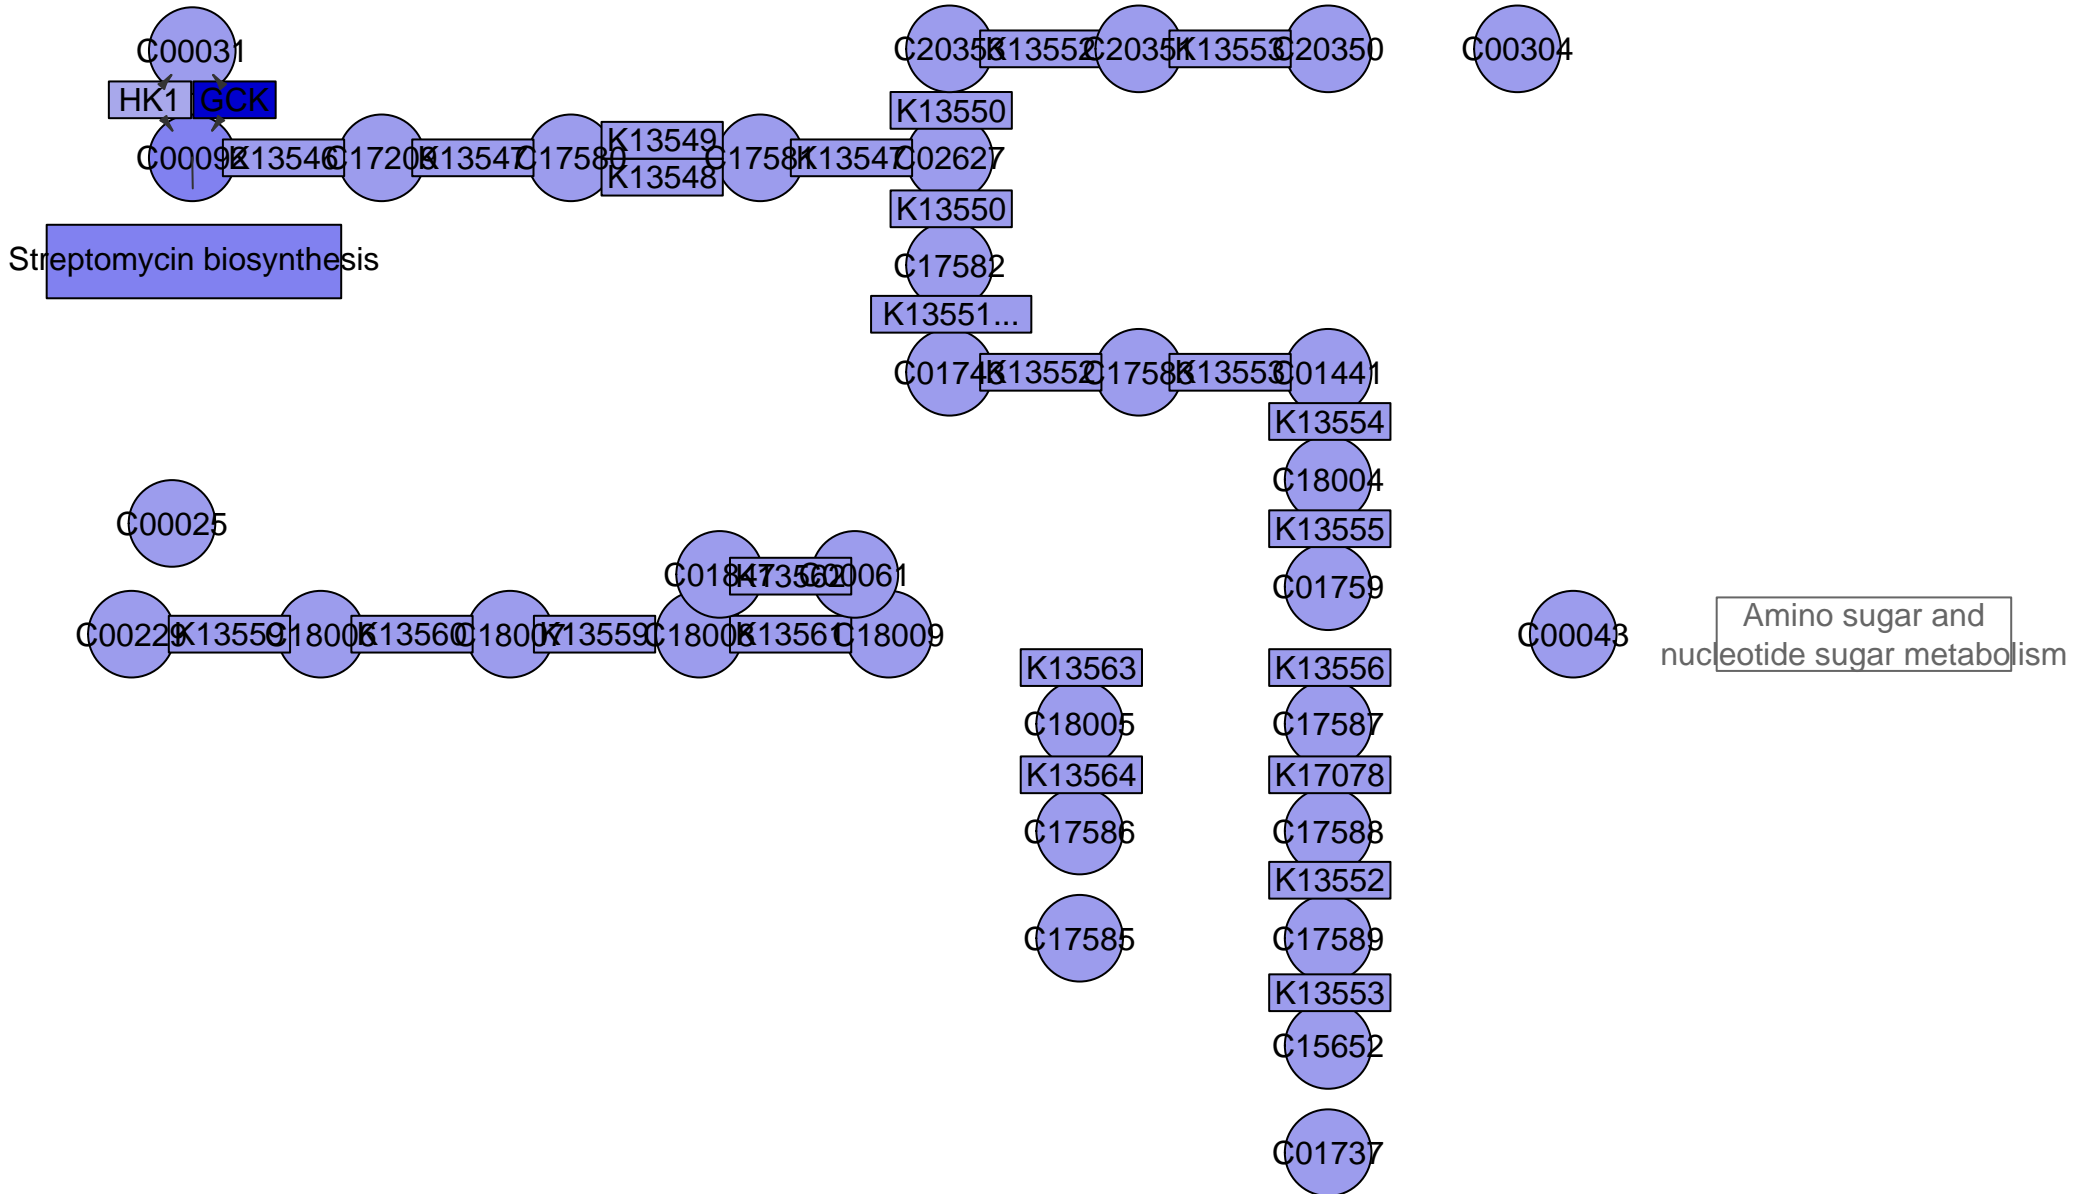 C00031
C20353
K13552
C20351
K13553
C20350
C00304
HK1
GCK
K13550
C00092
K13546
C17209
K13547
C17580
K13549
K13548
C17581
K13547
C02627
K13550
Streptomycin biosynthesis
C17582
K13551...
C01743
K13552
C17583
K13553
C01441
K13554
C18004
C00025
K13555
C01847
K13562
C00061
C01759
C00229
K13559
C18006
K13560
C18007
K13559
C18008
K13561
C18009
C00043
Amino sugar and
nucleotide sugar metabolism
K13563
K13556
C18005
C17587
K13564
K17078
C17586
C17588
K13552
C17585
C17589
K13553
C15652
C01737